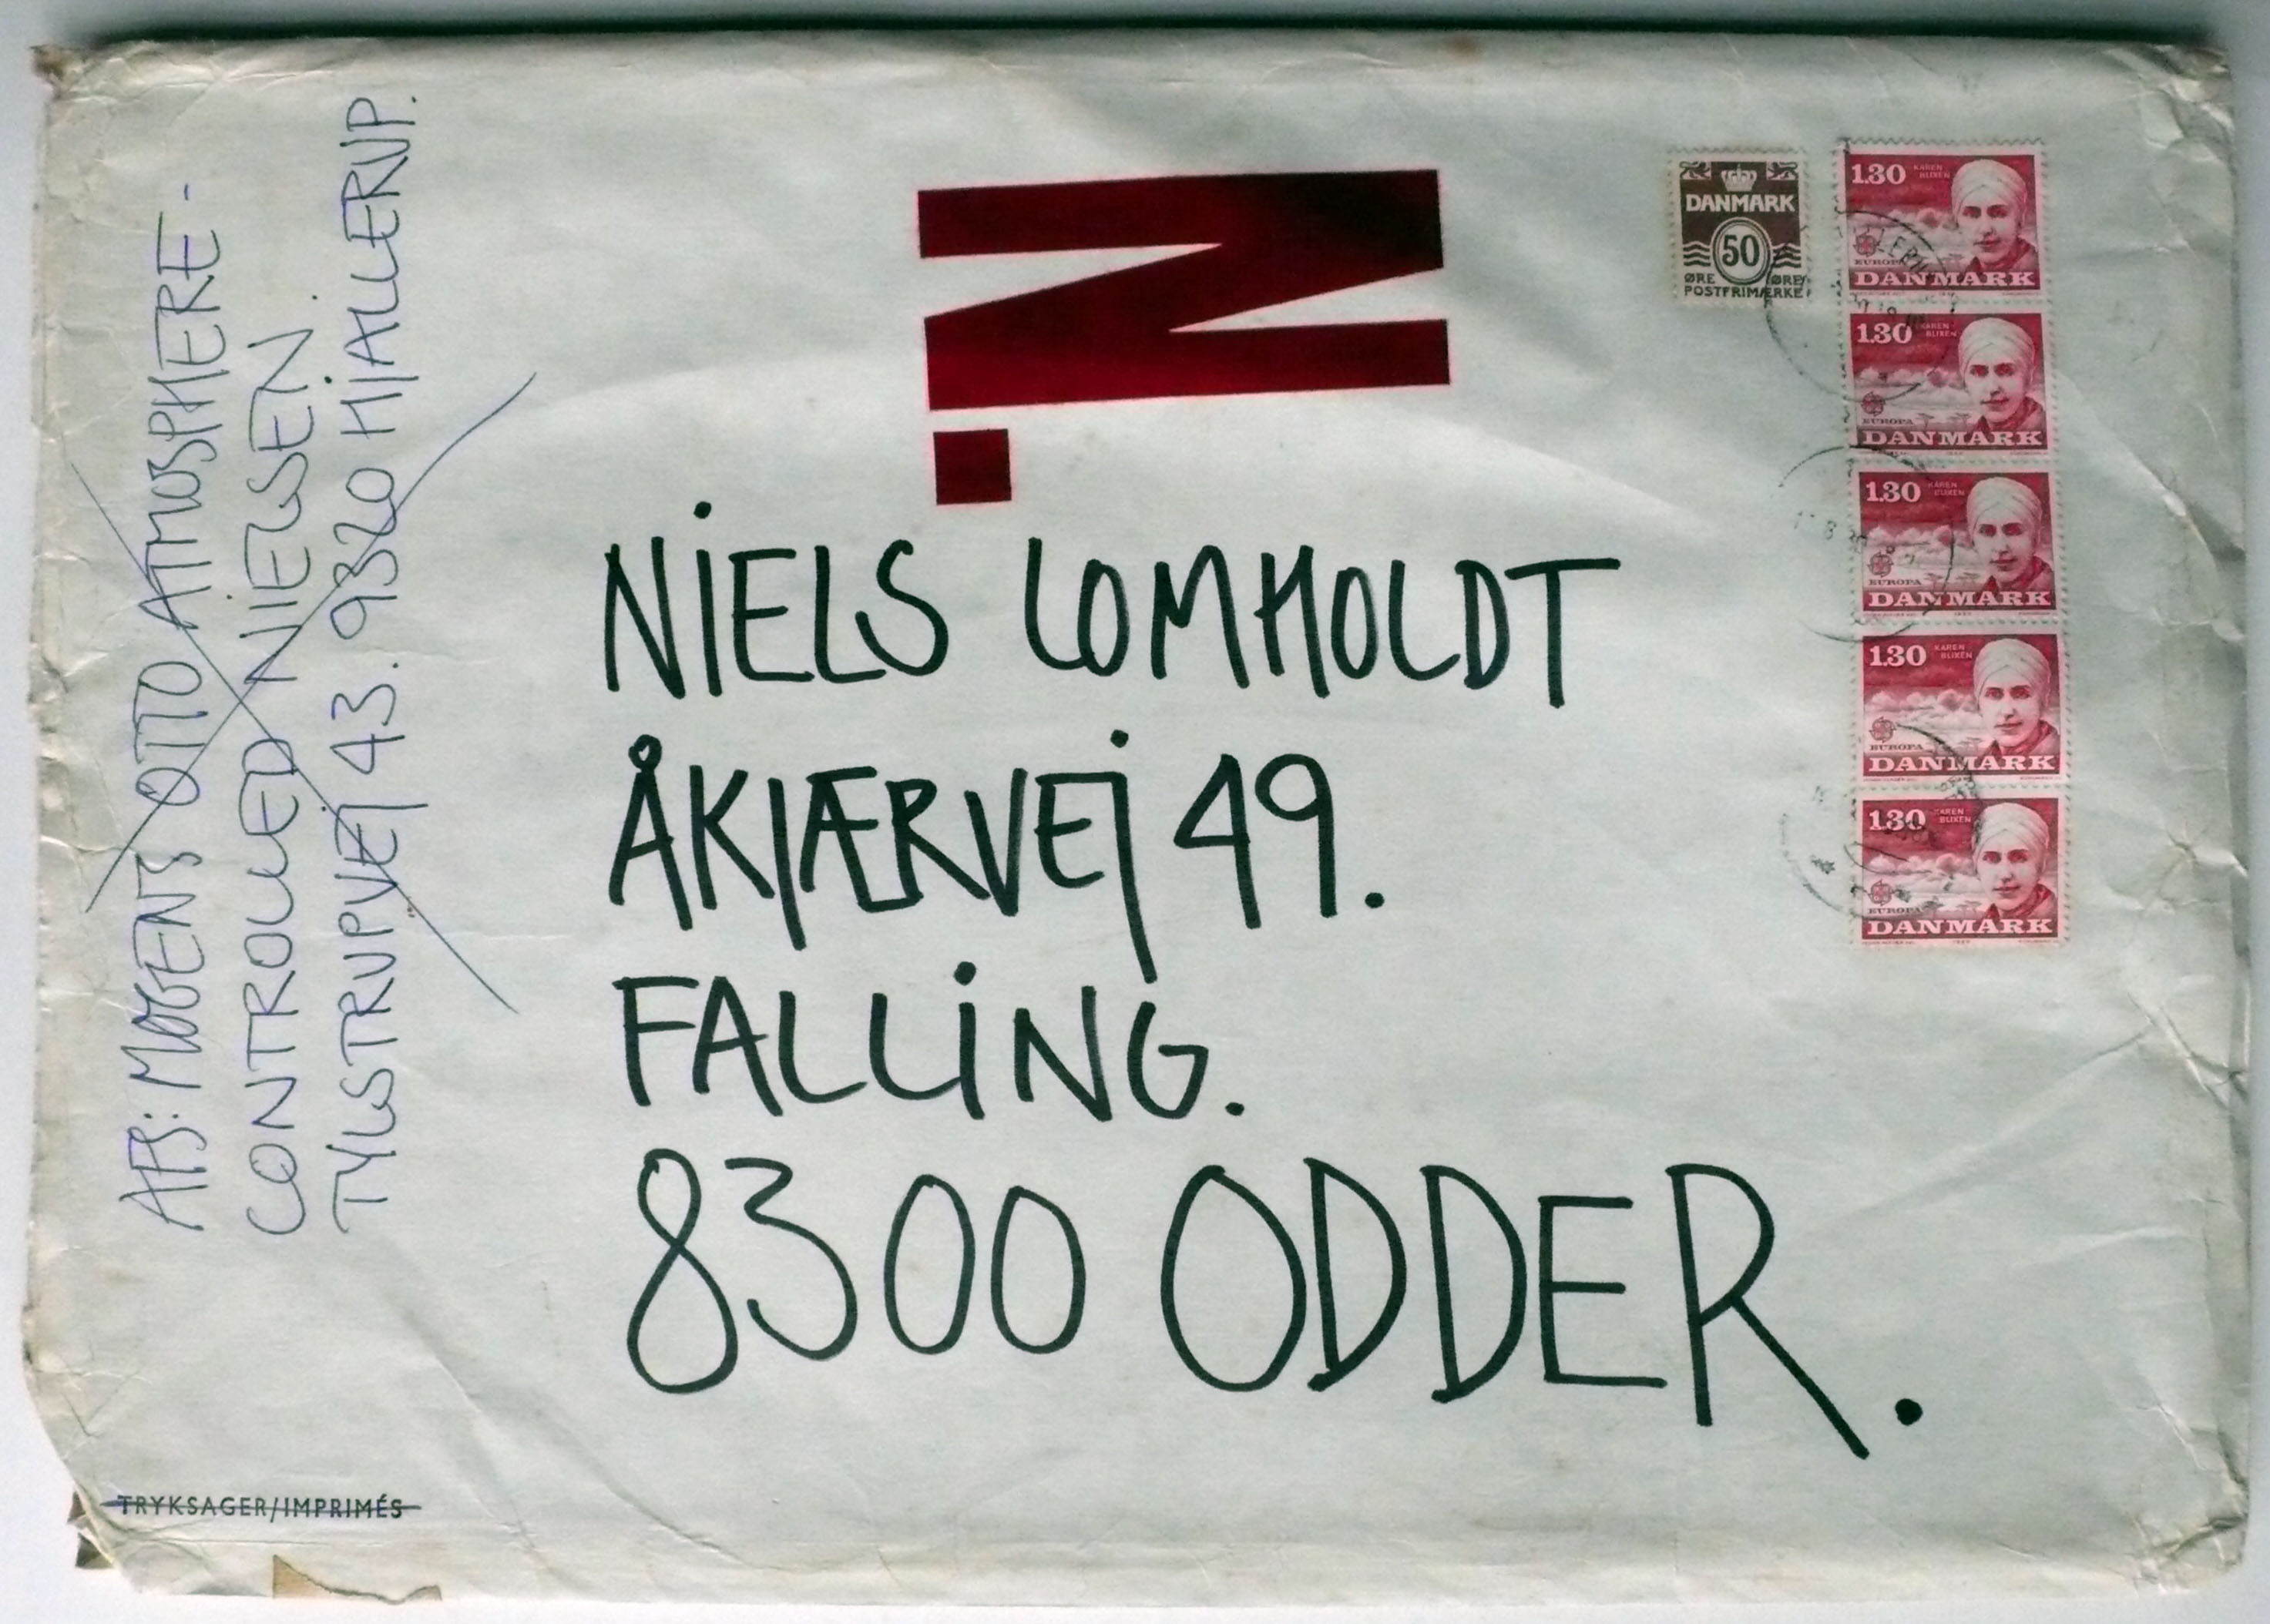 AFS: MOGENS OTTO ATMOSPHERE -
CONTROLLED NIELSEN.
TYLSTRUPVEJ 43. 9320 HJALLERUP.
N.
DANMARK
50
ØRE ØRE
POSTFRIMÆRKE
1.30 KAREN BLIXEN
EUROPA
DANMARK
1.30 KAREN BLIXEN
EUROPA
DANMARK
1.30 KAREN BLIXEN
EUROPA
DANMARK
1.30 KAREN BLIXEN
EUROPA
DANMARK
1.30 KAREN BLIXEN
EUROPA
DANMARK
NIELS LOMHOLDT
ÅKJÆRVEJ 49.
FALLING.
8300 ODDER.
TRYKSAGER/IMPRIMÉS